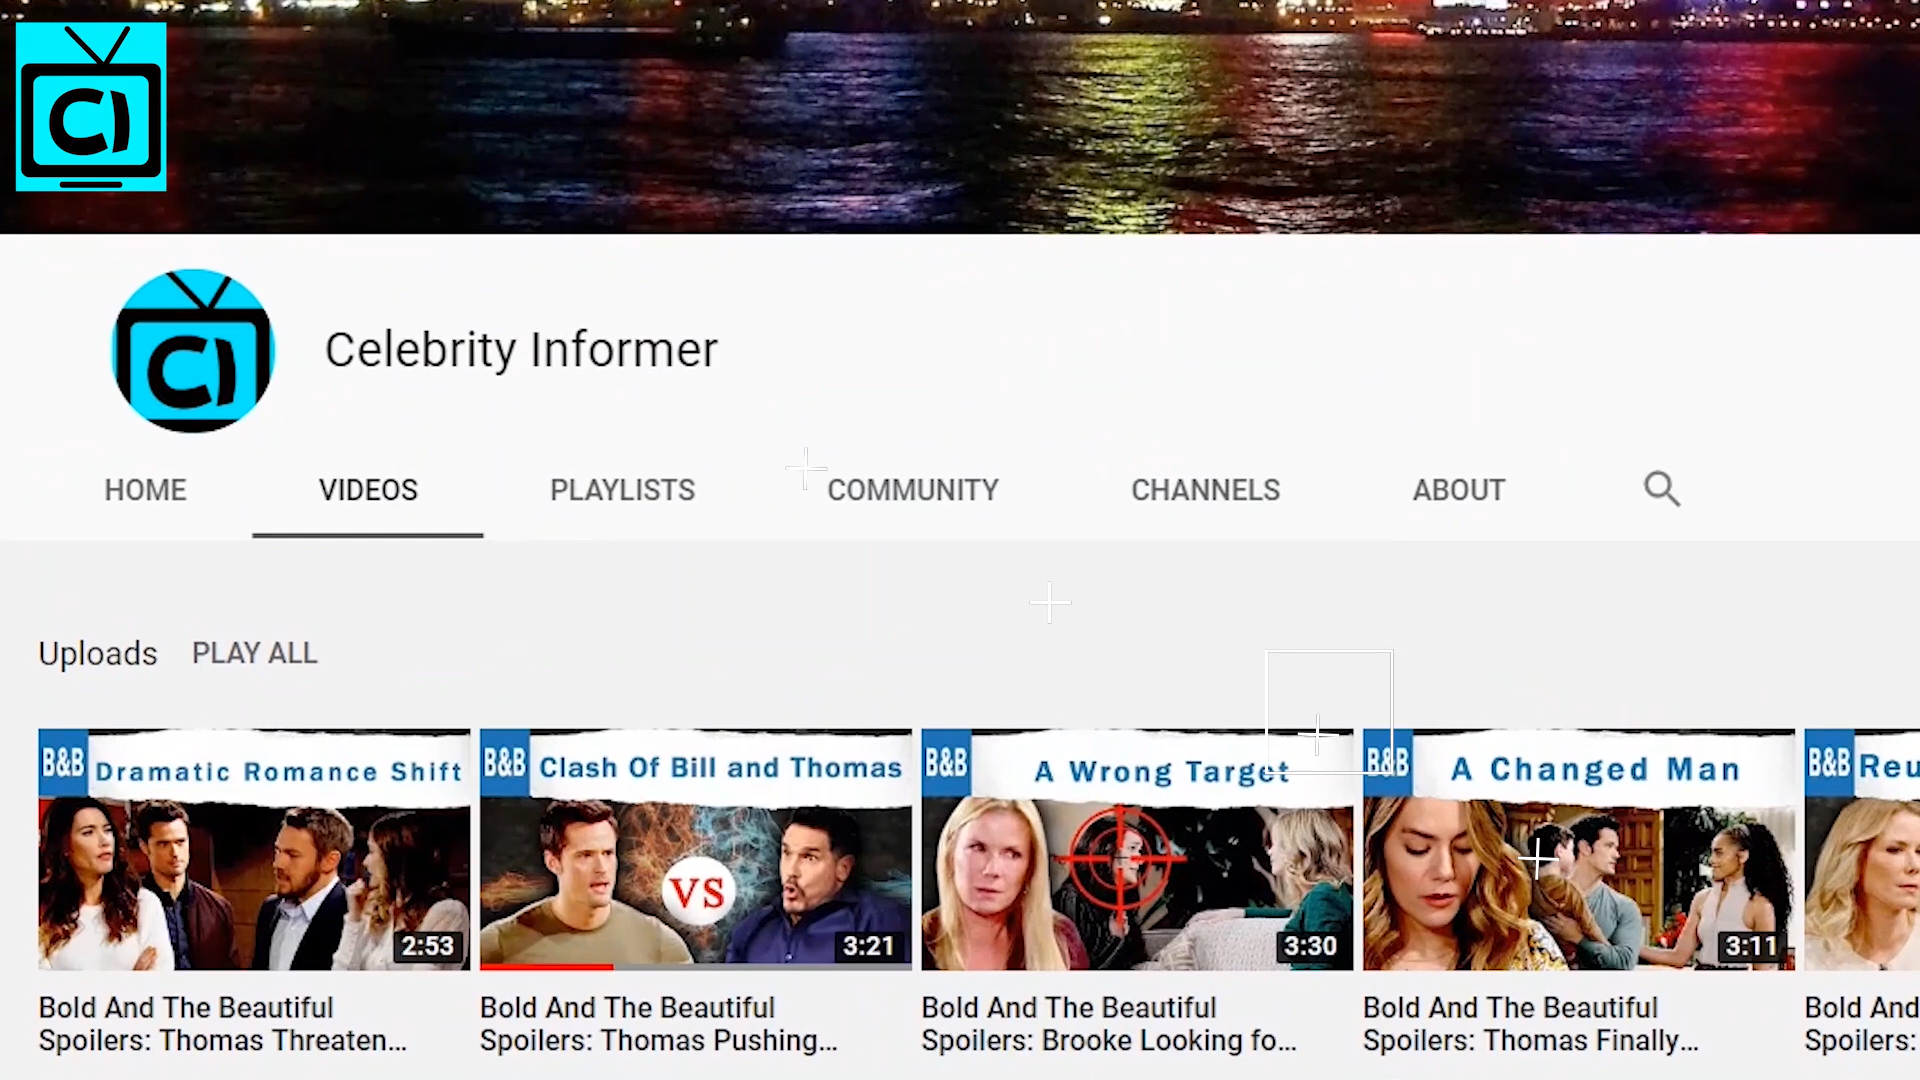 CI
CI
Celebrity Informer
HOME
VIDEOS
PLAYLISTS
COMMUNITY
CHANNELS
ABOUT
Uploads
PLAY ALL
B&B
Dramatic Romance Shift
2:53
Bold And The Beautiful
Spoilers: Thomas Threaten...
B&B
Clash Of Bill and Thomas
VS
3:21
Bold And The Beautiful
Spoilers: Thomas Pushing...
B&B
A Wrong Target
3:30
Bold And The Beautiful
Spoilers: Brooke Looking fo...
B&B
A Changed Man
3:11
Bold And The Beautiful
Spoilers: Thomas Finally...
B&B
Reu
Bold And
Spoilers: